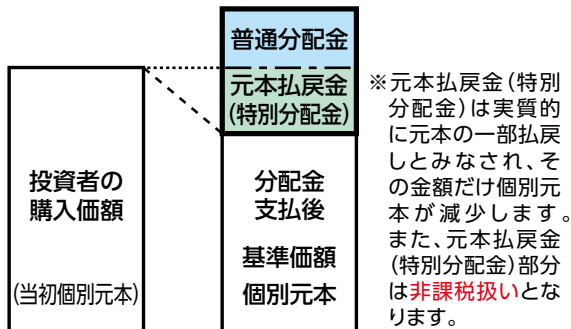 普通分配金
元本払戻金
(特別分配金)
投資者の
購入価額
(当初個別元本)
分配金
支払後
基準価額
個別元本
※元本払戻金(特別
分配金)は実質的
に元本の一部払戻
しとみなされ、そ
の金額だけ個別元
本が減少します。
また、元本払戻金
(特別分配金)部分
は非課税扱いとな
ります。